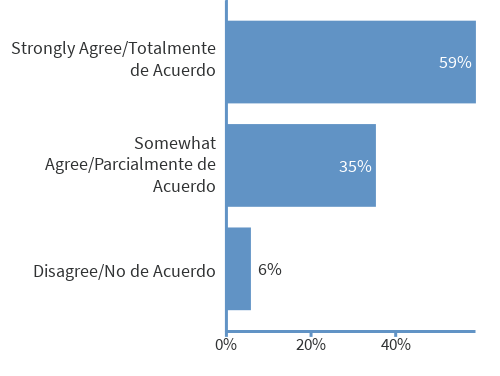 Strongly Agree/Totalmente
de Acuerdo
59%
Somewhat
Agree/Parcialmente de
Acuerdo
35%
Disagree/No de Acuerdo
6%
0%
20%
40%